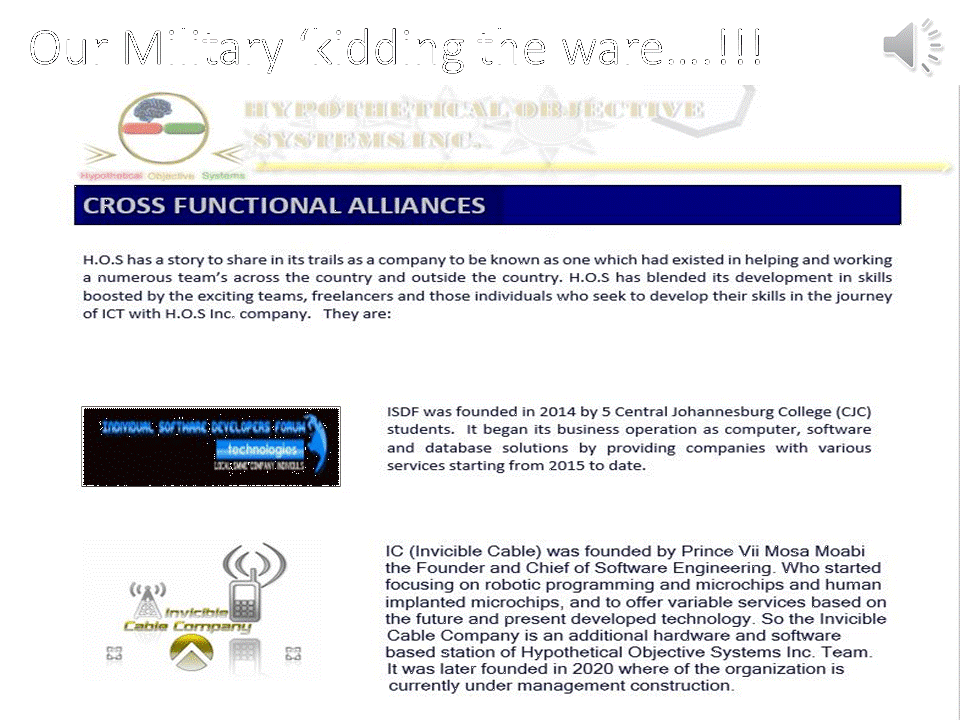 Our Military ‘kidding the ware….!!!
HYPOTHETICAL OBJECTIVE
SYSTEMS INC.
Hypothetical Objective Systems
CROSS FUNCTIONAL ALLIANCES
H.O.S has a story to share in its trails as a company to be known as one which had existed in helping and working
a numerous team’s across the country and outside the country. H.O.S has blended its development in skills
boosted by the exciting teams, freelancers and those individuals who seek to develop their skills in the journey
of ICT with H.O.S Inc. company. They are:
INDIVIDUAL SOFTWARE DEVELOPERS FORUM
technologies
ISDF was founded in 2014 by 5 Central Johannesburg College (CJC)
students. It began its business operation as computer, software
and database solutions by providing companies with various
services starting from 2015 to date.
Invicible
Cable Company
IC (Invicible Cable) was founded by Prince Vii Mosa Moabi
the Founder and Chief of Software Engineering. Who started
focusing on robotic programming and microchips and human
implanted microchips, and to offer variable services based on
the future and present developed technology. So the Invicible
Cable Company is an additional hardware and software
based station of Hypothetical Objective Systems Inc. Team.
It was later founded in 2020 where of the organization is
currently under management construction.